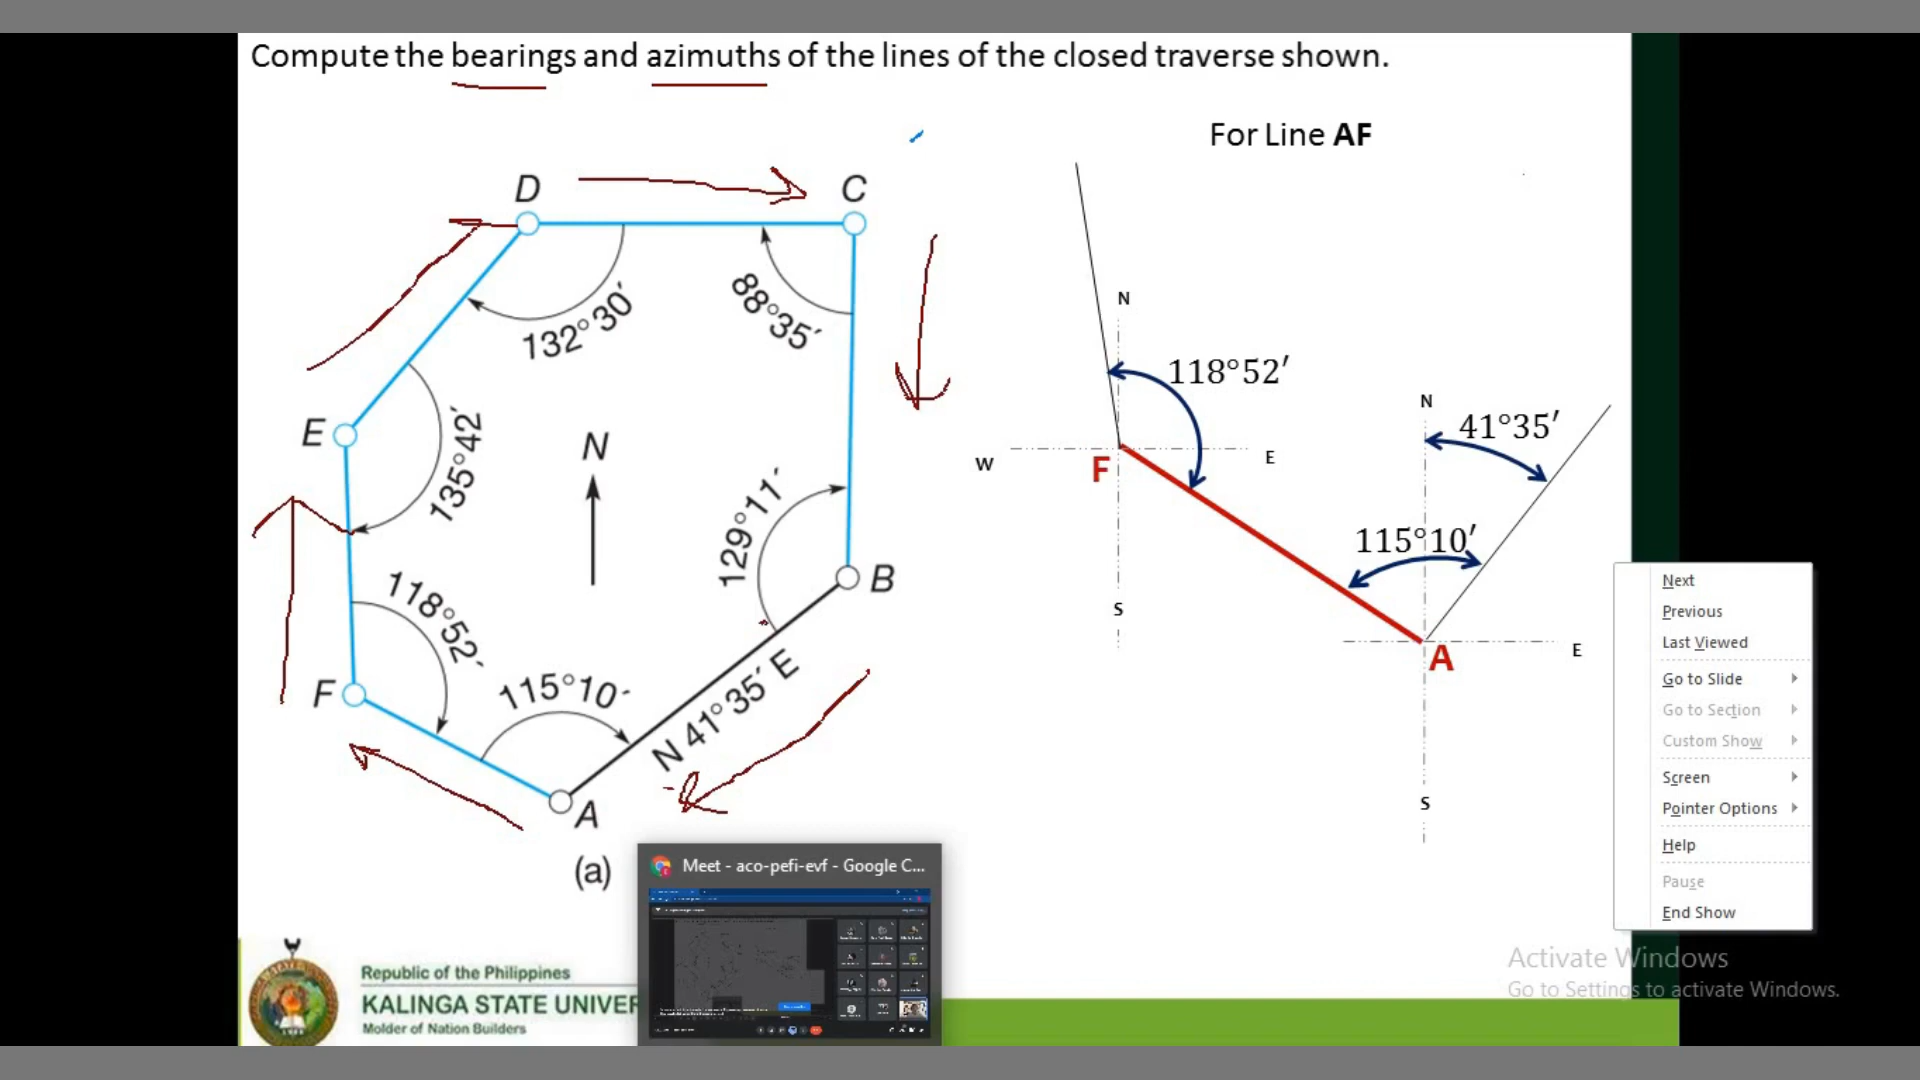 Compute the bearings and azimuths of the lines of the closed traverse shown.
For Line AF
D
C
132°30′
88°35′
E
135°42′
N
129°11′
B
118°52′
F
115°10′
N 41°35′ E
A
(a)
N
118°52′
W
F
E
S
N
41°35′
115°10′
A
E
S
Next
Previous
Last Viewed
Go to Slide
Go to Section
Custom Show
Screen
Pointer Options
Help
Pause
End Show
Meet - aco-pefi-evf - Google C...
Republic of the Philippines
KALINGA STATE UNIVER
Molder of Nation Builders
Activate Windows
Go to Settings to activate Windows.